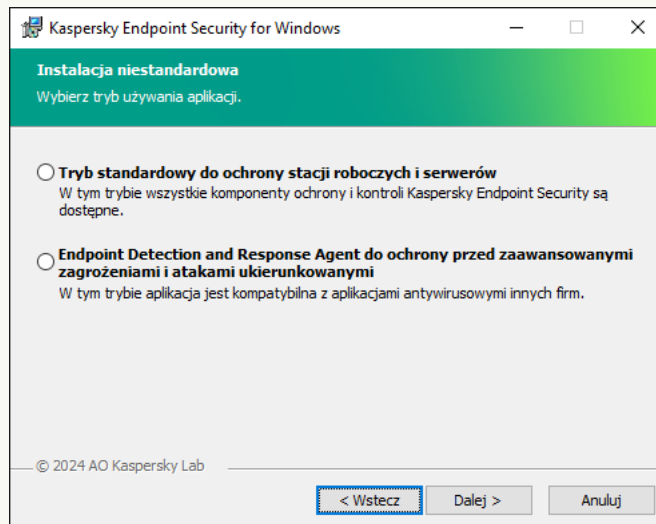 Kaspersky Endpoint Security for Windows
Instalacja niestandardowa
Wybierz tryb używania aplikacji.
Tryb standardowy do ochrony stacji roboczych i serwerów
W tym trybie wszystkie komponenty ochrony i kontroli Kaspersky Endpoint Security są
dostępne.
Endpoint Detection and Response Agent do ochrony przed zaawansowanymi
zagrożeniami i atakami ukierunkowanymi
W tym trybie aplikacja jest kompatybilna z aplikacjami antywirusowymi innych firm.
© 2024 AO Kaspersky Lab
< Wstecz
Dalej >
Anuluj